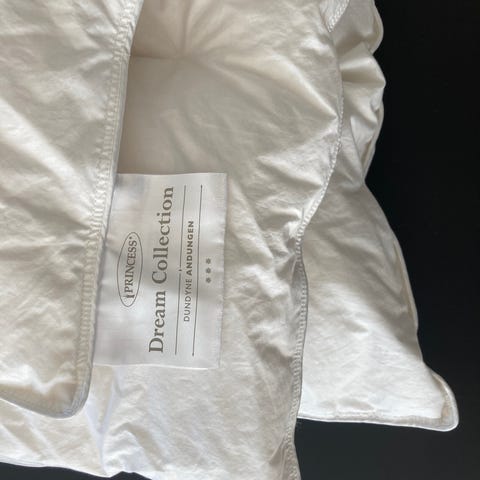 PRINCESS®
Dream Collection
DUNDYNE ANDUNGEN
***